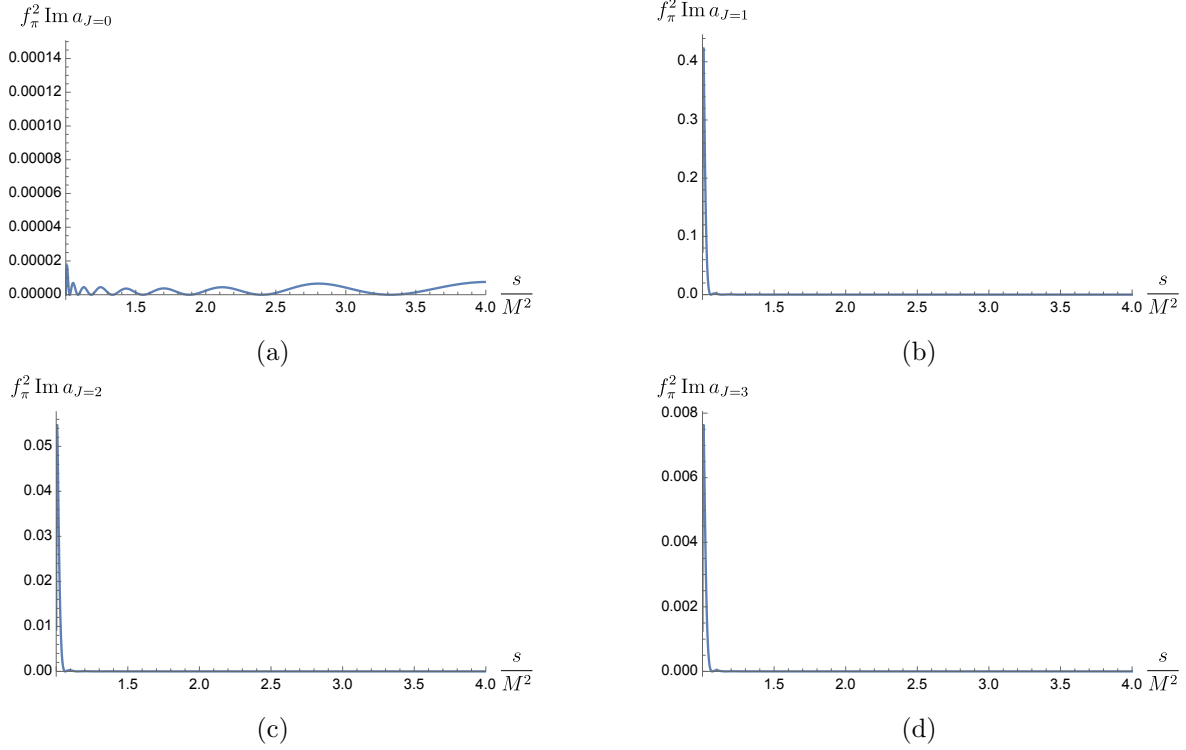 f_π^2 Im a_{J=0}
0.00014
0.00012
0.00010
0.00008
0.00006
0.00004
0.00002
0.00000
1.5 2.0 2.5 3.0 3.5 4.0
s/M^2
(a)
f_π^2 Im a_{J=1}
0.4
0.3
0.2
0.1
0.0
1.5 2.0 2.5 3.0 3.5 4.0
s/M^2
(b)
f_π^2 Im a_{J=2}
0.05
0.04
0.03
0.02
0.01
0.00
1.5 2.0 2.5 3.0 3.5 4.0
s/M^2
(c)
f_π^2 Im a_{J=3}
0.008
0.006
0.004
0.002
0.000
1.5 2.0 2.5 3.0 3.5 4.0
s/M^2
(d)